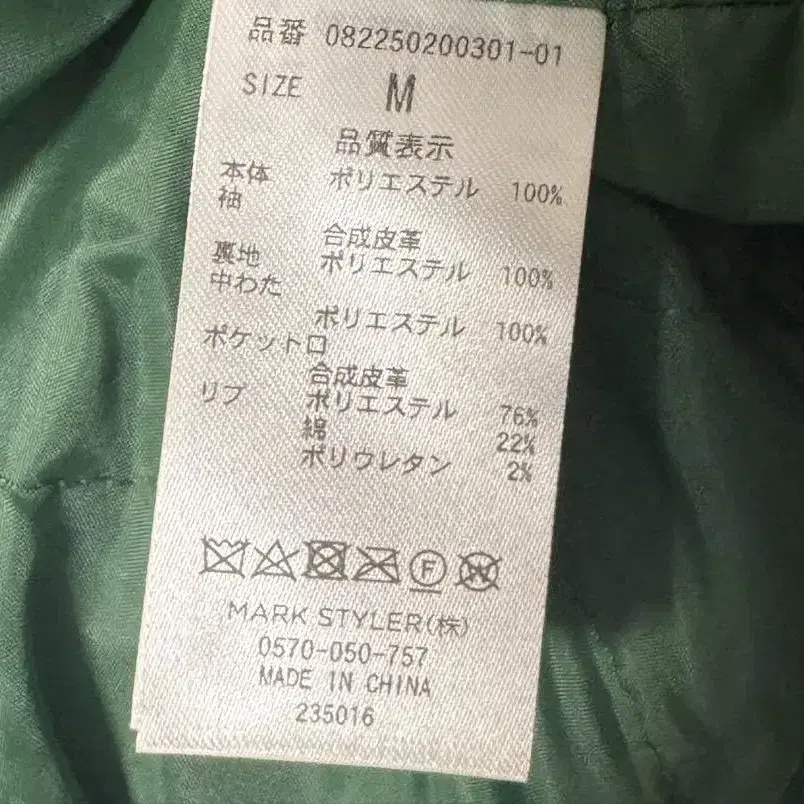 品番 082250200301-01
SIZE M
品質表示
本体 ポリエステル 100%
袖
合成皮革
裏地 ポリエステル 100%
中わた
ポリエステル 100%
ポケット口
合成皮革
リブ ポリエステル 76%
綿 22%
ポリウレタン 2%
F W
MARK STYLER(株)
0570-050-757
MADE IN CHINA
235016